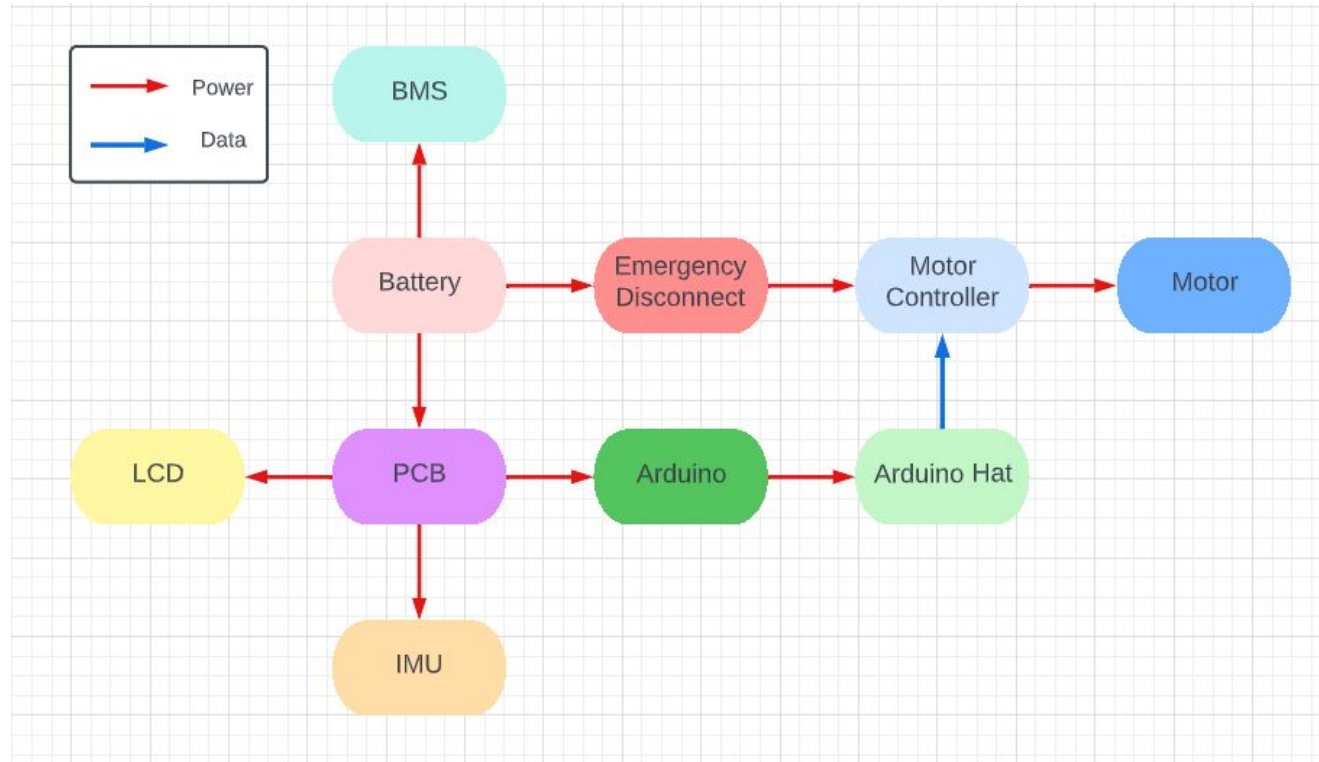 Power
Data
BMS
Battery
Emergency
Disconnect
Motor
Controller
Motor
LCD
PCB
Arduino
Arduino Hat
IMU